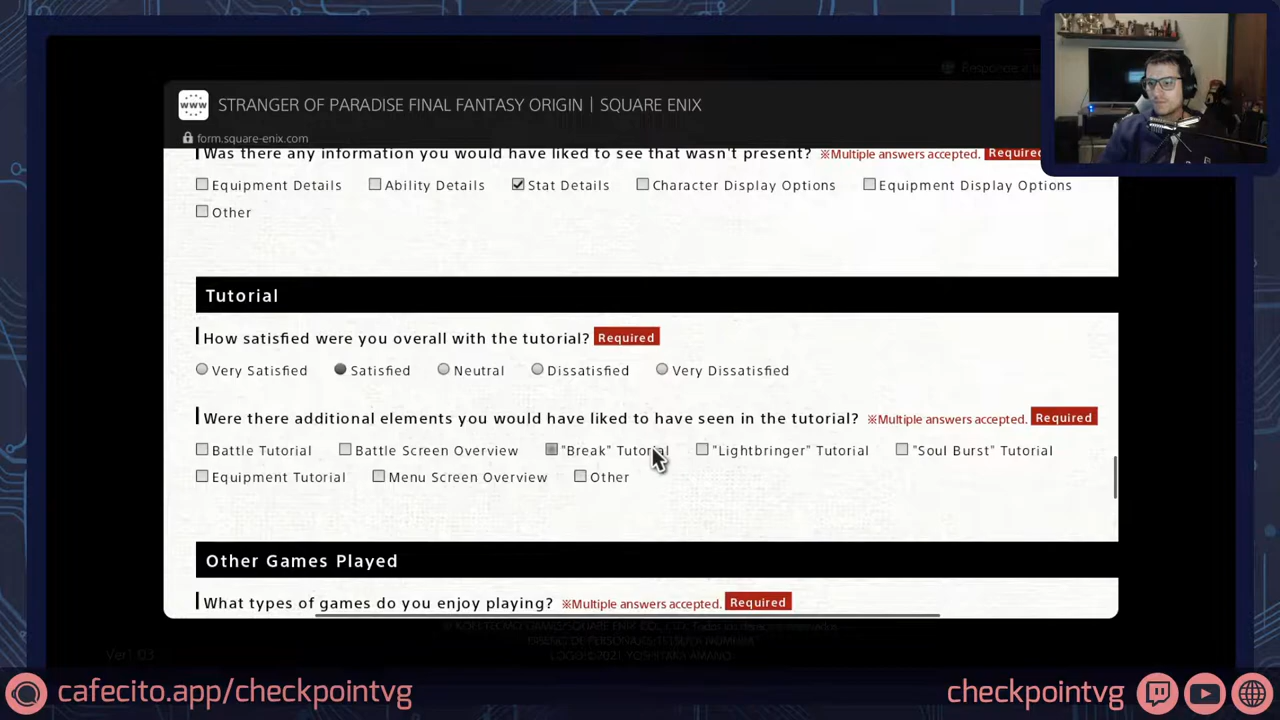 Response a
www STRANGER OF PARADISE FINAL FANTASY ORIGIN | SQUARE ENIX
form.square-enix.com
Was there any information you would have liked to see that wasn't present? ※Multiple answers accepted. Required
Equipment Details Ability Details Stat Details Character Display Options Equipment Display Options
Other
Tutorial
How satisfied were you overall with the tutorial? Required
Very Satisfied Satisfied Neutral Dissatisfied Very Dissatisfied
Were there additional elements you would have liked to have seen in the tutorial? ※Multiple answers accepted. Required
Battle Tutorial Battle Screen Overview "Break" Tutorial "Lightbringer" Tutorial "Soul Burst" Tutorial
Equipment Tutorial Menu Screen Overview Other
Other Games Played
What types of games do you enjoy playing? ※Multiple answers accepted. Required
Ver1.03
cafecito.app/checkpointvg
checkpointvg